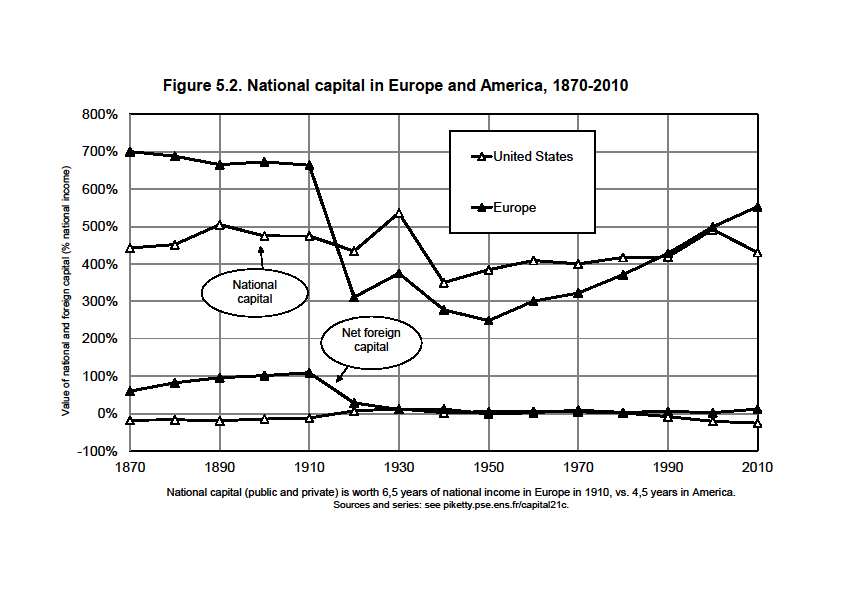 Figure 5.2. National capital in Europe and America, 1870-2010
Value of national and foreign capital (% national income)
800%
700%
600%
500%
400%
300%
200%
100%
0%
-100%
United States
Europe
National
capital
Net foreign
capital
1870 1890 1910 1930 1950 1970 1990 2010
National capital (public and private) is worth 6,5 years of national income in Europe in 1910, vs. 4,5 years in America.
Sources and series: see piketty.pse.ens.fr/capital21c.